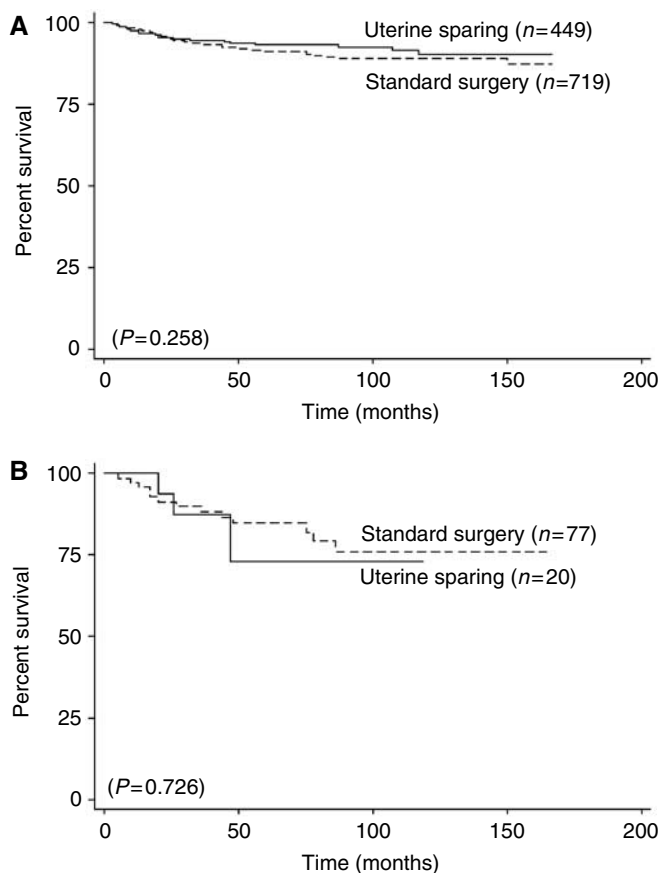 A
100
75
50
25
0
Percent survival
Uterine sparing (n=449)
Standard surgery (n=719)
(P=0.258)
0 50 100 150 200
Time (months)
B
100
75
50
25
0
Percent survival
Standard surgery (n=77)
Uterine sparing (n=20)
(P=0.726)
0 50 100 150 200
Time (months)